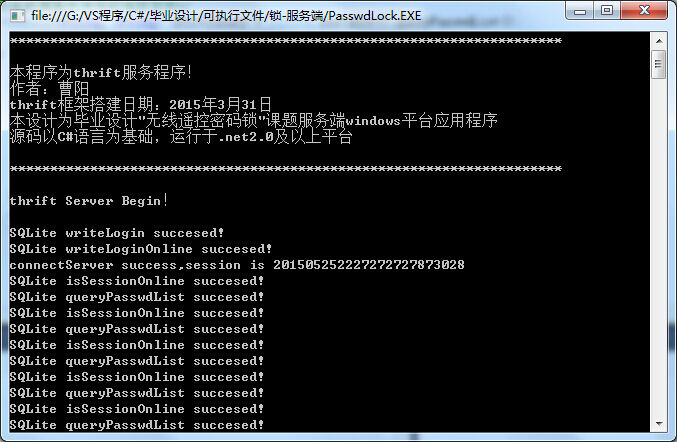 file:///G:/VS程序/C#/毕业设计/可执行文件/锁-服务端/PasswdLock.EXE
**********************************************************************
本程序为thrift服务程序!
作者: 曹阳
thrift框架搭建日期: 2015年3月31日
本设计为毕业设计"无线遥控密码锁"课题服务端windows平台应用程序
源码以C#语言为基础, 运行于.net2.0及以上平台
**********************************************************************
thrift Server Begin!
SQLite writeLogin succesed!
SQLite writeLoginOnline succesed!
connectServer success,session is 201505252227272727873028
SQLite isSessionOnline succesed!
SQLite queryPasswdList succesed!
SQLite isSessionOnline succesed!
SQLite queryPasswdList succesed!
SQLite isSessionOnline succesed!
SQLite queryPasswdList succesed!
SQLite isSessionOnline succesed!
SQLite queryPasswdList succesed!
SQLite isSessionOnline succesed!
SQLite queryPasswdList succesed!